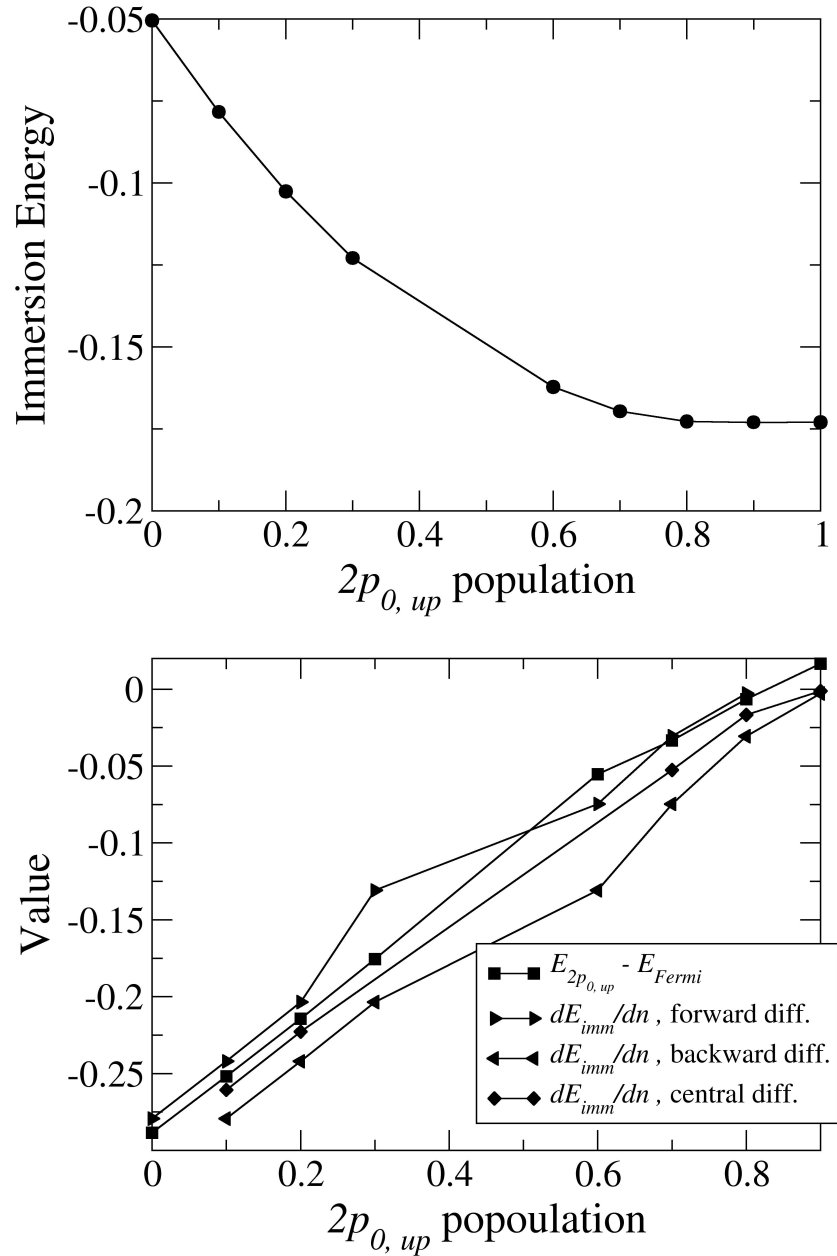 -0.05
-0.1
-0.15
-0.2
Immersion Energy
0 0.2 0.4 0.6 0.8 1
2p0, up population
0
-0.05
-0.1
-0.15
-0.2
-0.25
Value
E2p0, up - EFermi
dEimm/dn , forward diff.
dEimm/dn , backward diff.
dEimm/dn , central diff.
0 0.2 0.4 0.6 0.8
2p0, up popoulation